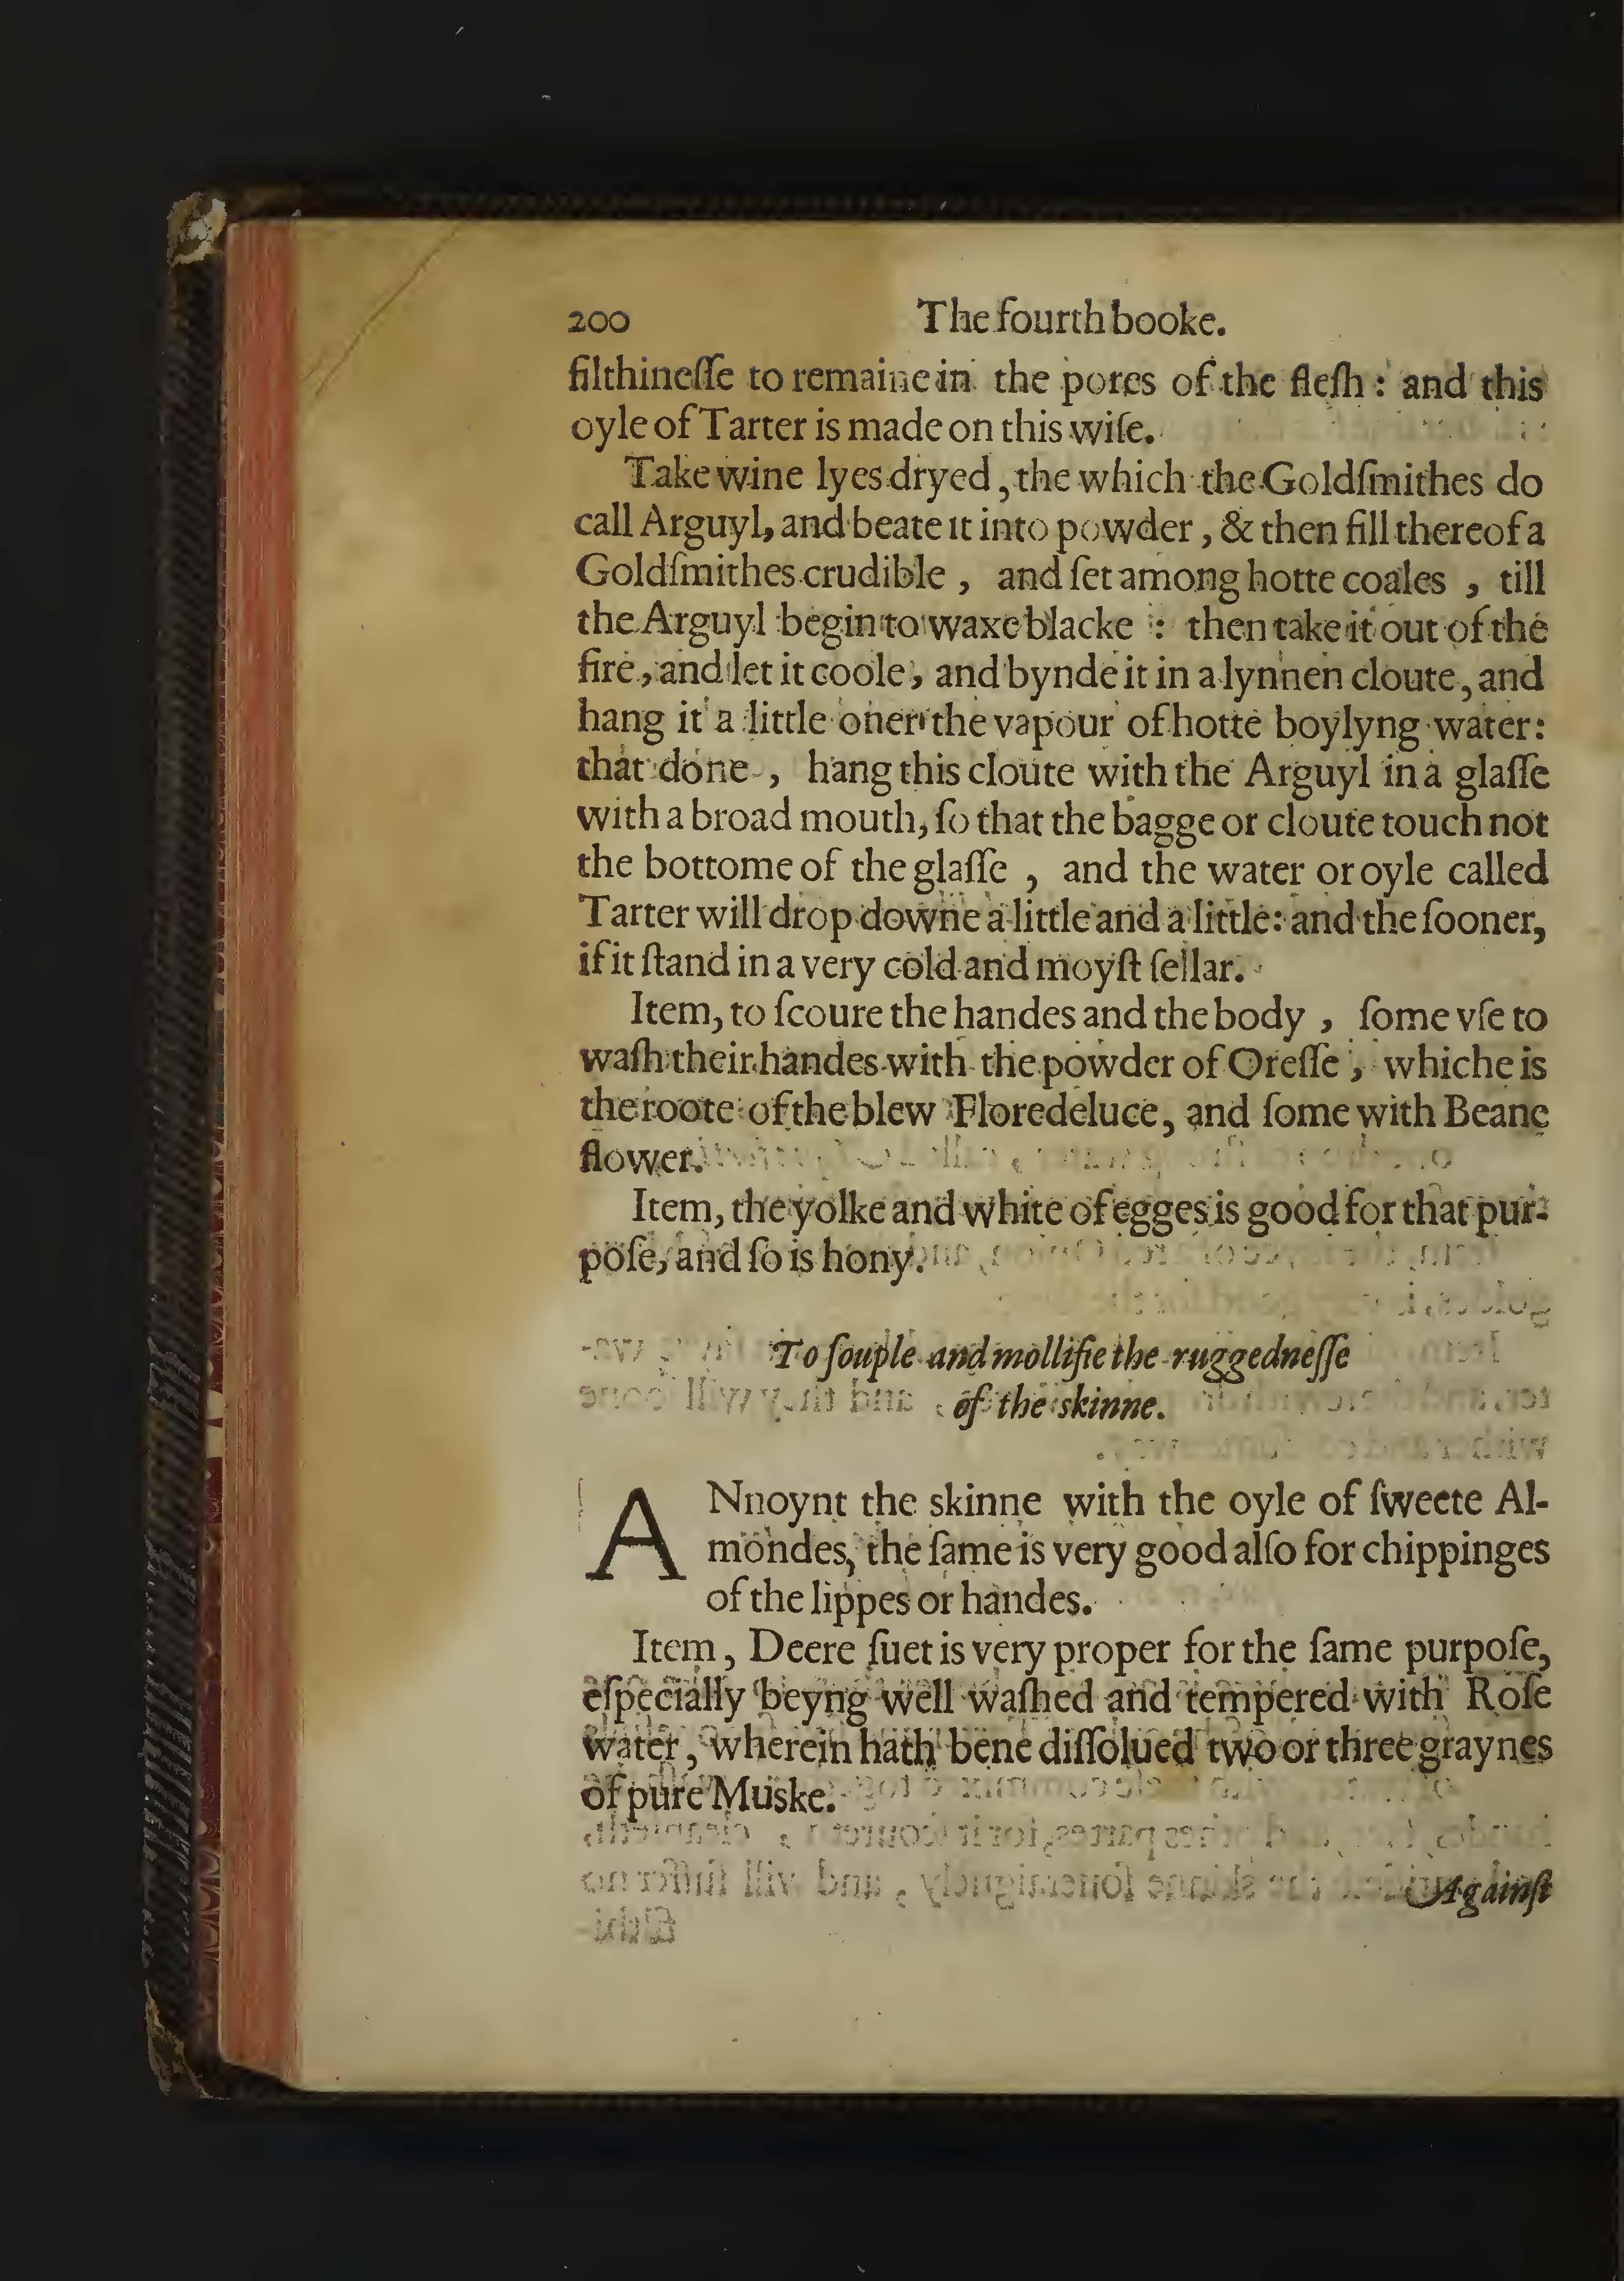 200 The fourth booke.
filthineſſe to remaine in the pores of the fleſh : and this
oyle of Tarter is made on this wiſe.
Take wine lyes dryed , the which the Goldſmithes do
call Arguyl, and beate it into powder , & then fill thereof a
Goldſmithes crudible , and ſet among hotte coales , till
the Arguyl begin to waxe blacke : then take it out of the
fire , and let it coole , and bynde it in a lynnen cloute , and
hang it a little ouer the vapour of hotte boylyng water :
that done , hang this cloute with the Arguyl in a glaſſe
with a broad mouth, ſo that the bagge or cloute touch not
the bottome of the glaſſe , and the water or oyle called
Tarter will drop downe a little and a little: and the ſooner,
if it ſtand in a very cold and moyſt ſellar.
Item, to ſcoure the handes and the body , ſome vſe to
waſh their handes with the powder of Oreſſe , whiche is
the roote of the blew Floredeluce, and ſome with Beane
flower.
Item, the yolke and white of egges is good for that pur-
poſe, and ſo is hony.
To ſouple and mollifie the ruggedneſſe
of the skinne.
ANnoynt the skinne with the oyle of ſweete Al-
mondes, the ſame is very good alſo for chippinges
of the lippes or handes.
Item , Deere ſuet is very proper for the ſame purpoſe,
eſpecially beyng well waſhed and tempered with Roſe
water , wherein hath bene diſſolued two or three graynes
of pure Muske.
Againſt